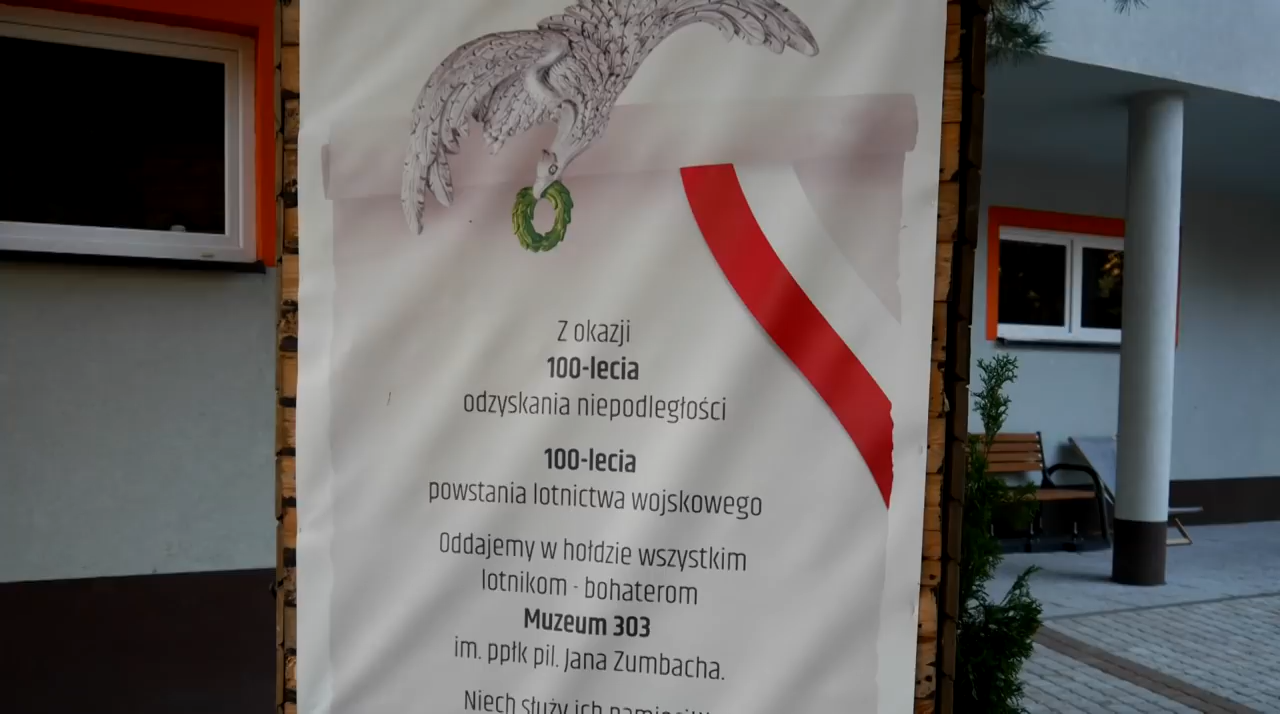 Z okazji
100-lecia
odzyskania niepodległości
100-lecia
powstania lotnictwa wojskowego
Oddajemy w hołdzie wszystkim
lotnikom - bohaterom
Muzeum 303
im. ppłk pil. Jana Zumbacha.
Niech służy ich pamięci